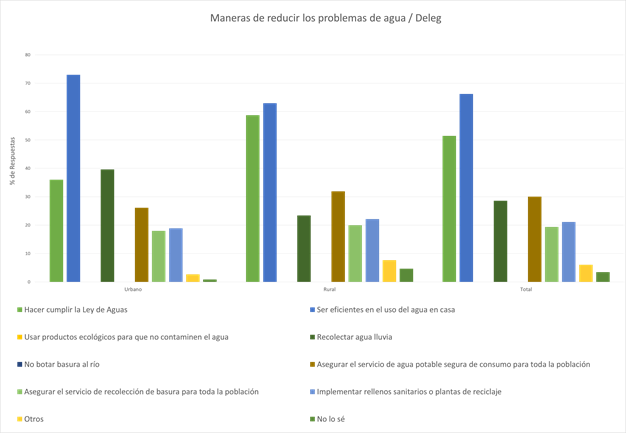 Maneras de reducir los problemas de agua / Deleg
80
70
60
50
40
30
20
10
0
% de Respuestas
Urbano
Rural
Total
Hacer cumplir la Ley de Aguas
Ser eficientes en el uso del agua en casa
Usar productos ecológicos para que no contaminen el agua
Recolectar agua lluvia
No botar basura al río
Asegurar el servicio de agua potable segura de consumo para toda la población
Asegurar el servicio de recolección de basura para toda la población
Implementar rellenos sanitarios o plantas de reciclaje
Otros
No lo sé